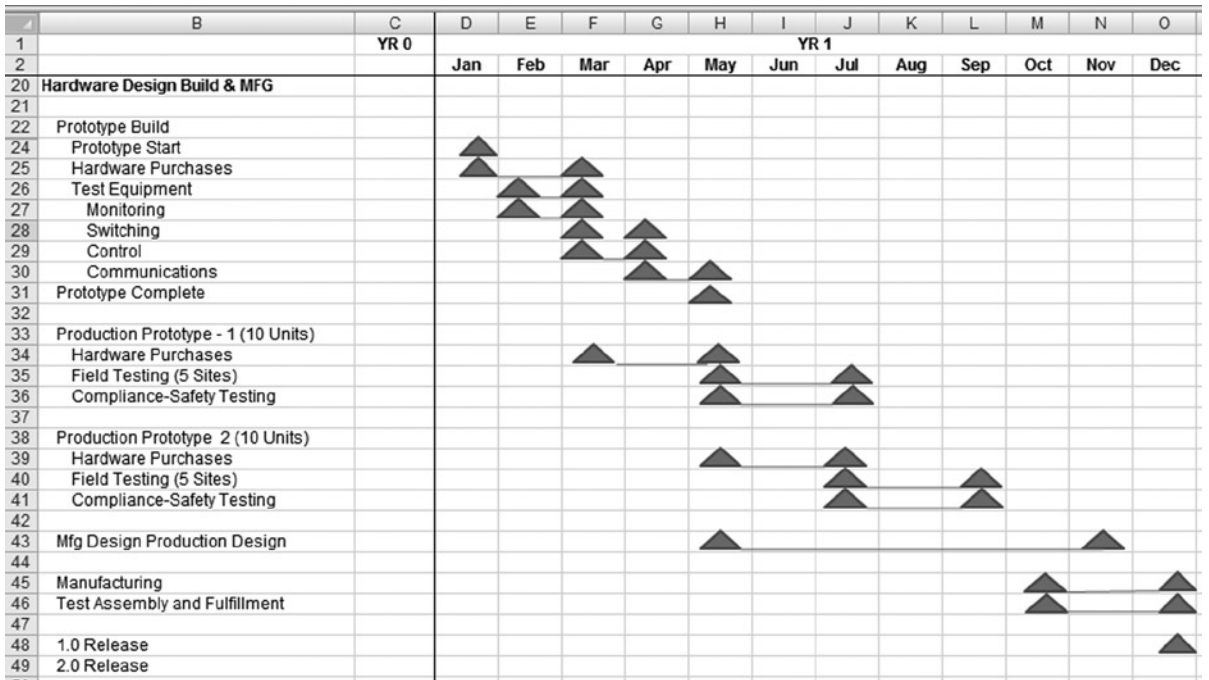 B C D E F G H I J K L M N O
1 YR 0 YR 1
2 Jan Feb Mar Apr May Jun Jul Aug Sep Oct Nov Dec
20 Hardware Design Build & MFG
21
22 Prototype Build
24 Prototype Start
25 Hardware Purchases
26 Test Equipment
27 Monitoring
28 Switching
29 Control
30 Communications
31 Prototype Complete
32
33 Production Prototype - 1 (10 Units)
34 Hardware Purchases
35 Field Testing (5 Sites)
36 Compliance-Safety Testing
37
38 Production Prototype 2 (10 Units)
39 Hardware Purchases
40 Field Testing (5 Sites)
41 Compliance-Safety Testing
42
43 Mfg Design Production Design
44
45 Manufacturing
46 Test Assembly and Fulfillment
47
48 1.0 Release
49 2.0 Release